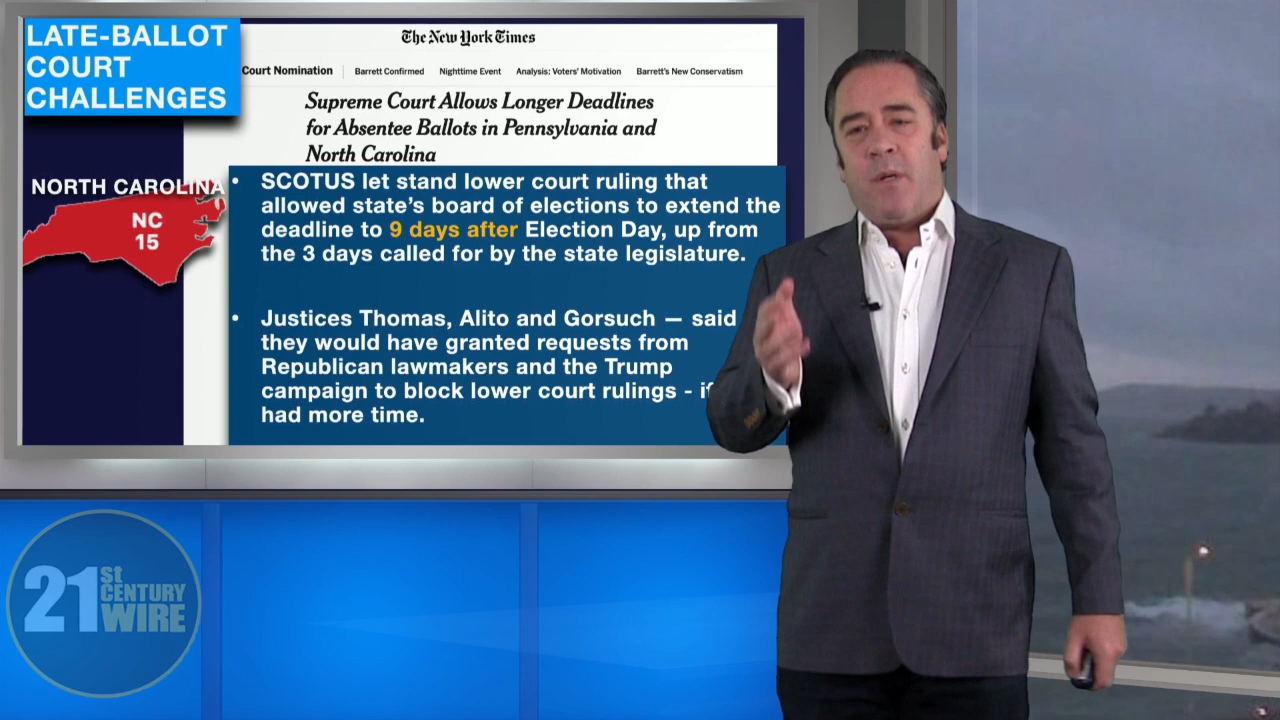 LATE-BALLOT
COURT
CHALLENGES
The New York Times
Court Nomination Barrett Confirmed Nighttime Event Analysis: Voters' Motivation Barrett's New Conservatism
Supreme Court Allows Longer Deadlines
for Absentee Ballots in Pennsylvania and
North Carolina
NORTH CAROLINA
NC
15
• SCOTUS let stand lower court ruling that
allowed state's board of elections to extend the
deadline to 9 days after Election Day, up from
the 3 days called for by the state legislature.
• Justices Thomas, Alito and Gorsuch — said
they would have granted requests from
Republican lawmakers and the Trump
campaign to block lower court rulings - if
had more time.
21st
CENTURY
WIRE